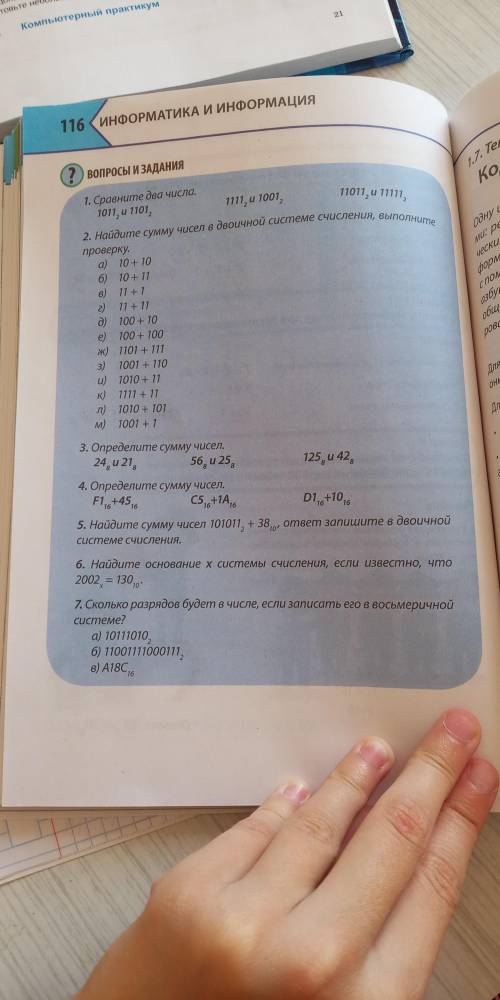 Компьютерный практикум
21
116 ИНФОРМАТИКА И ИНФОРМАЦИЯ
? ВОПРОСЫ И ЗАДАНИЯ
1. Сравните два числа.
1011₂ и 1101₂ 1111₂ и 1001₂ 11011₂ и 11111₂
2. Найдите сумму чисел в двоичной системе счисления, выполните
проверку.
а) 10 + 10
б) 10 + 11
в) 11 + 1
г) 11 + 11
д) 100 + 10
е) 100 + 100
ж) 1101 + 111
з) 1001 + 110
и) 1010 + 11
к) 1111 + 11
л) 1010 + 101
м) 1001 + 1
3. Определите сумму чисел.
24₈ и 21₈ 56₈ и 25₈ 125₈ и 42₈
4. Определите сумму чисел.
F1₁₆+45₁₆ C5₁₆+1A₁₆ D1₁₆+10₁₆
5. Найдите сумму чисел 101011₂ + 38₁₀, ответ запишите в двоичной
системе счисления.
6. Найдите основание x системы счисления, если известно, что
2002ₓ = 130₁₀.
7. Сколько разрядов будет в числе, если записать его в восьмеричной
системе?
а) 10111010₂
б) 11001111000111₂
в) A18C₁₆
1.7.